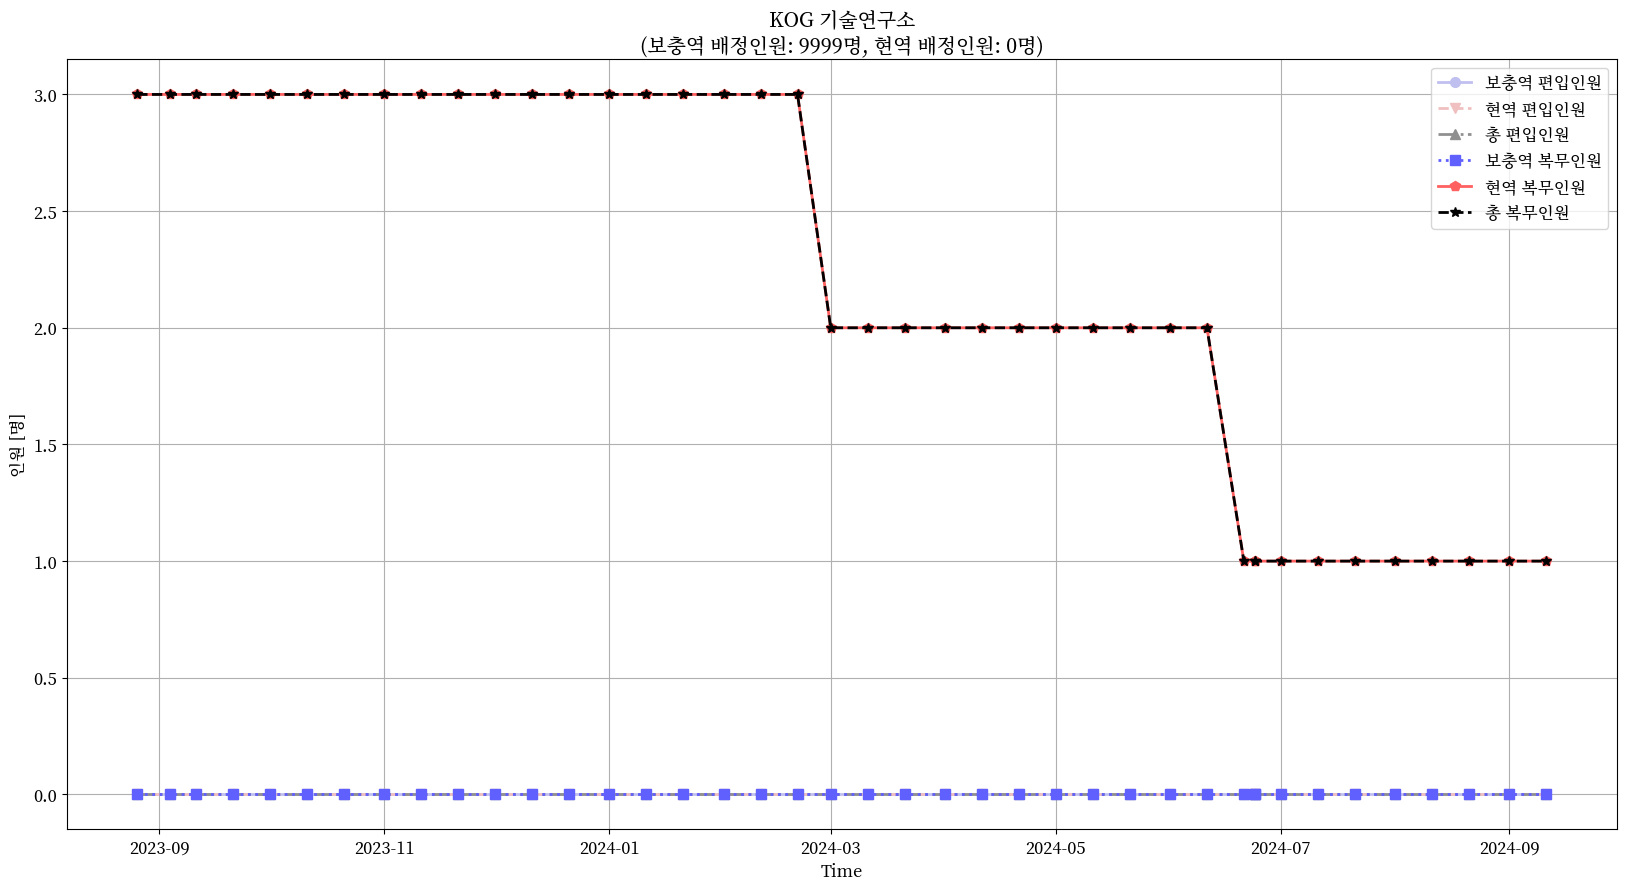 KOG 기술연구소
(보충역 배정인원: 9999명, 현역 배정인원: 0명)
보충역 편입인원
현역 편입인원
총 편입인원
보충역 복무인원
현역 복무인원
총 복무인원
인원 [명]
3.0
2.5
2.0
1.5
1.0
0.5
0.0
2023-09
2023-11
2024-01
2024-03
2024-05
2024-07
2024-09
Time